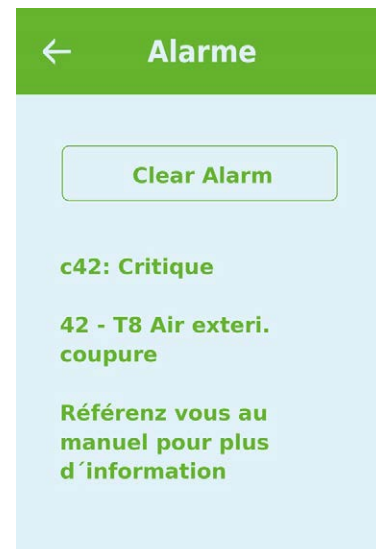 Alarme
Clear Alarm
c42: Critique
42 - T8 Air exteri.
coupure
Référenz vous au
manuel pour plus
d´information